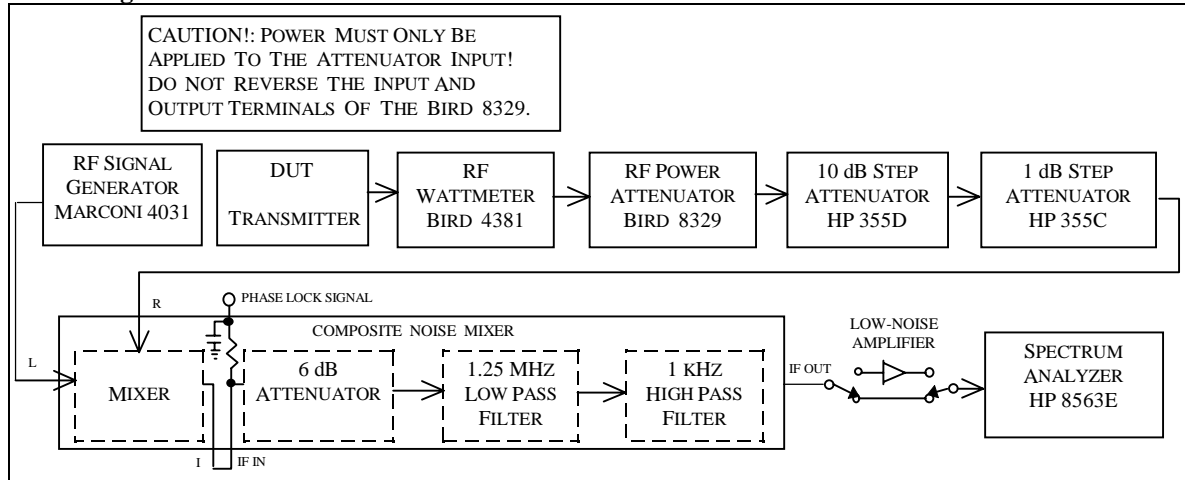 CAUTION!: POWER MUST ONLY BE
APPLIED TO THE ATTENUATOR INPUT!
DO NOT REVERSE THE INPUT AND
OUTPUT TERMINALS OF THE BIRD 8329.
RF SIGNAL
GENERATOR
MARCONI 4031
DUT
TRANSMITTER
RF
WATTMETER
BIRD 4381
RF POWER
ATTENUATOR
BIRD 8329
10 dB STEP
ATTENUATOR
HP 355D
1 dB STEP
ATTENUATOR
HP 355C
R
PHASE LOCK SIGNAL
COMPOSITE NOISE MIXER
L
MIXER
6 dB
ATTENUATOR
1.25 MHZ
LOW PASS
FILTER
1 KHZ
HIGH PASS
FILTER
IF OUT
LOW-NOISE
AMPLIFIER
SPECTRUM
ANALYZER
HP 8563E
I
IF IN